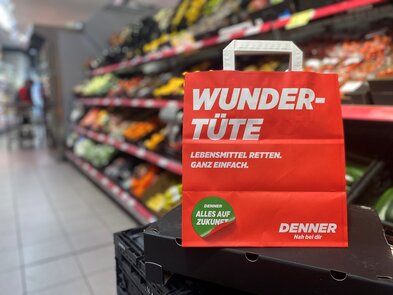 WUNDER-
TÜTE
LEBENSMITTEL RETTEN.
GANZ EINFACH.
DENNER
ALLES AUF
ZUKUNFT
DENNER
Nah bei dir